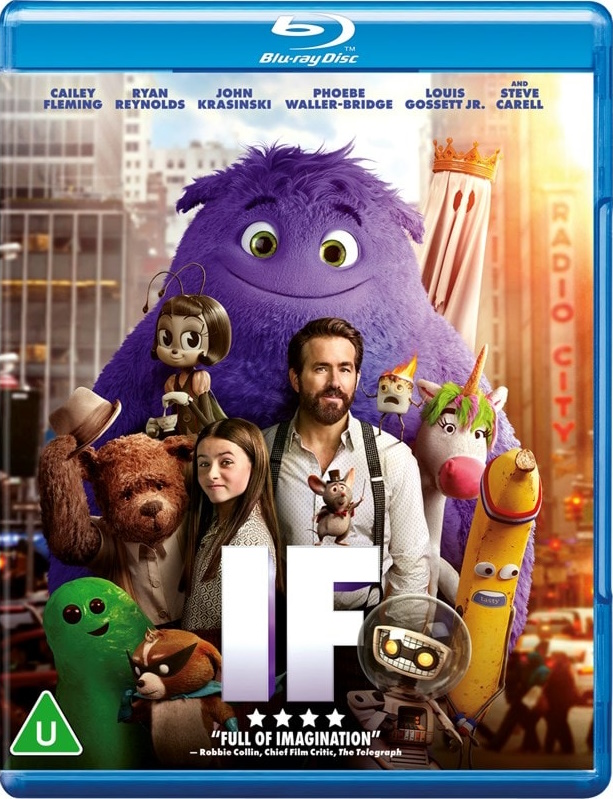 Blu-ray Disc™
CAILEY FLEMING
RYAN REYNOLDS
JOHN KRASINSKI
PHOEBE WALLER-BRIDGE
LOUIS GOSSETT JR.
AND STEVE CARELL
RADIO CITY
IF
"FULL OF IMAGINATION"
— Robbie Collin, Chief Film Critic, The Telegraph
U